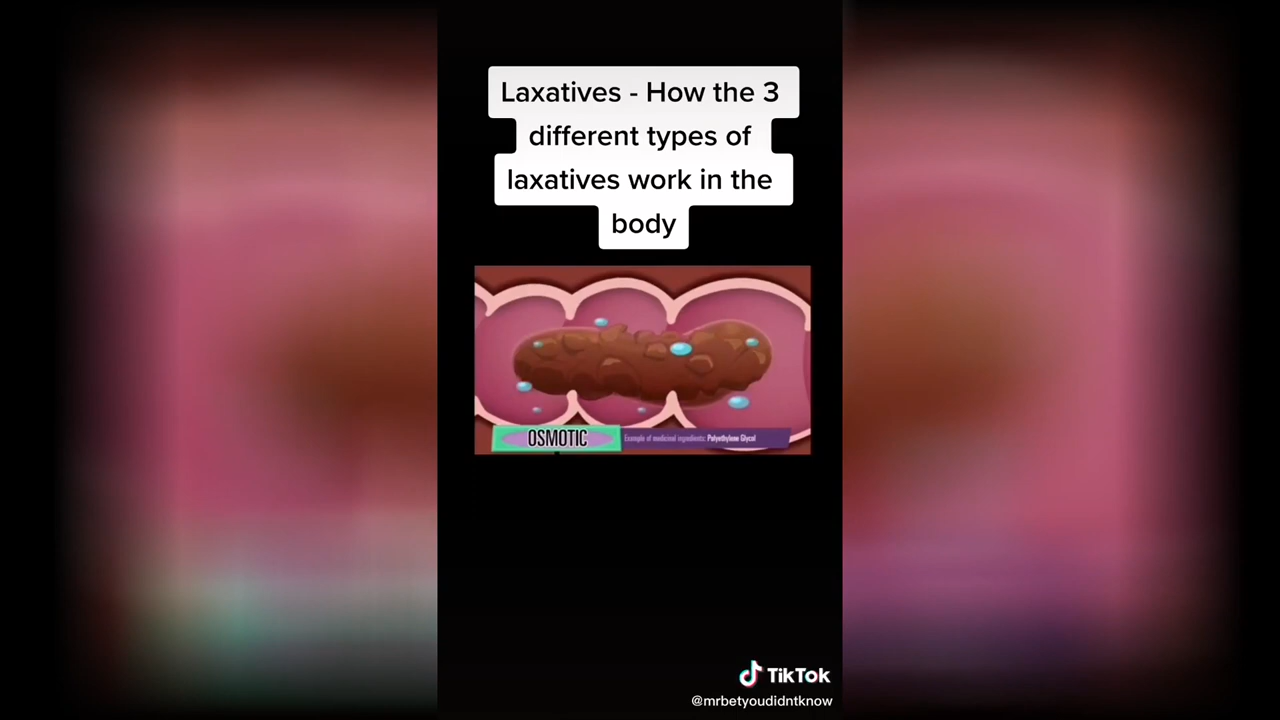 Laxatives - How the 3
different types of
laxatives work in the
body
OSMOTIC
Example of medicinal ingredients: Polyethylene Glycol
TikTok
@mrbetyoudidntknow